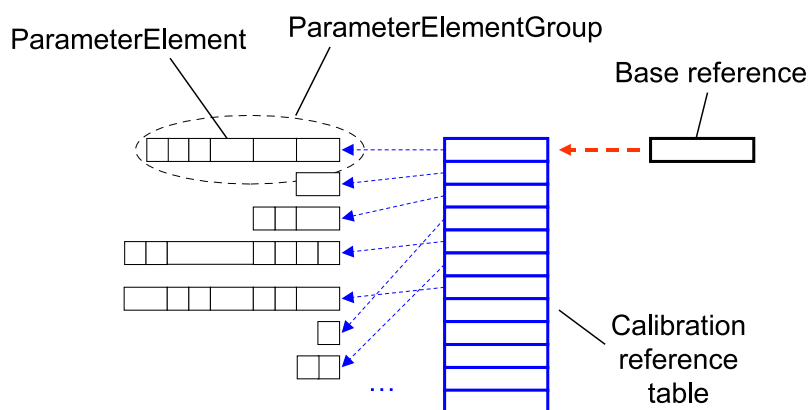 ParameterElement
ParameterElementGroup
Base reference
Calibration
reference
table
...